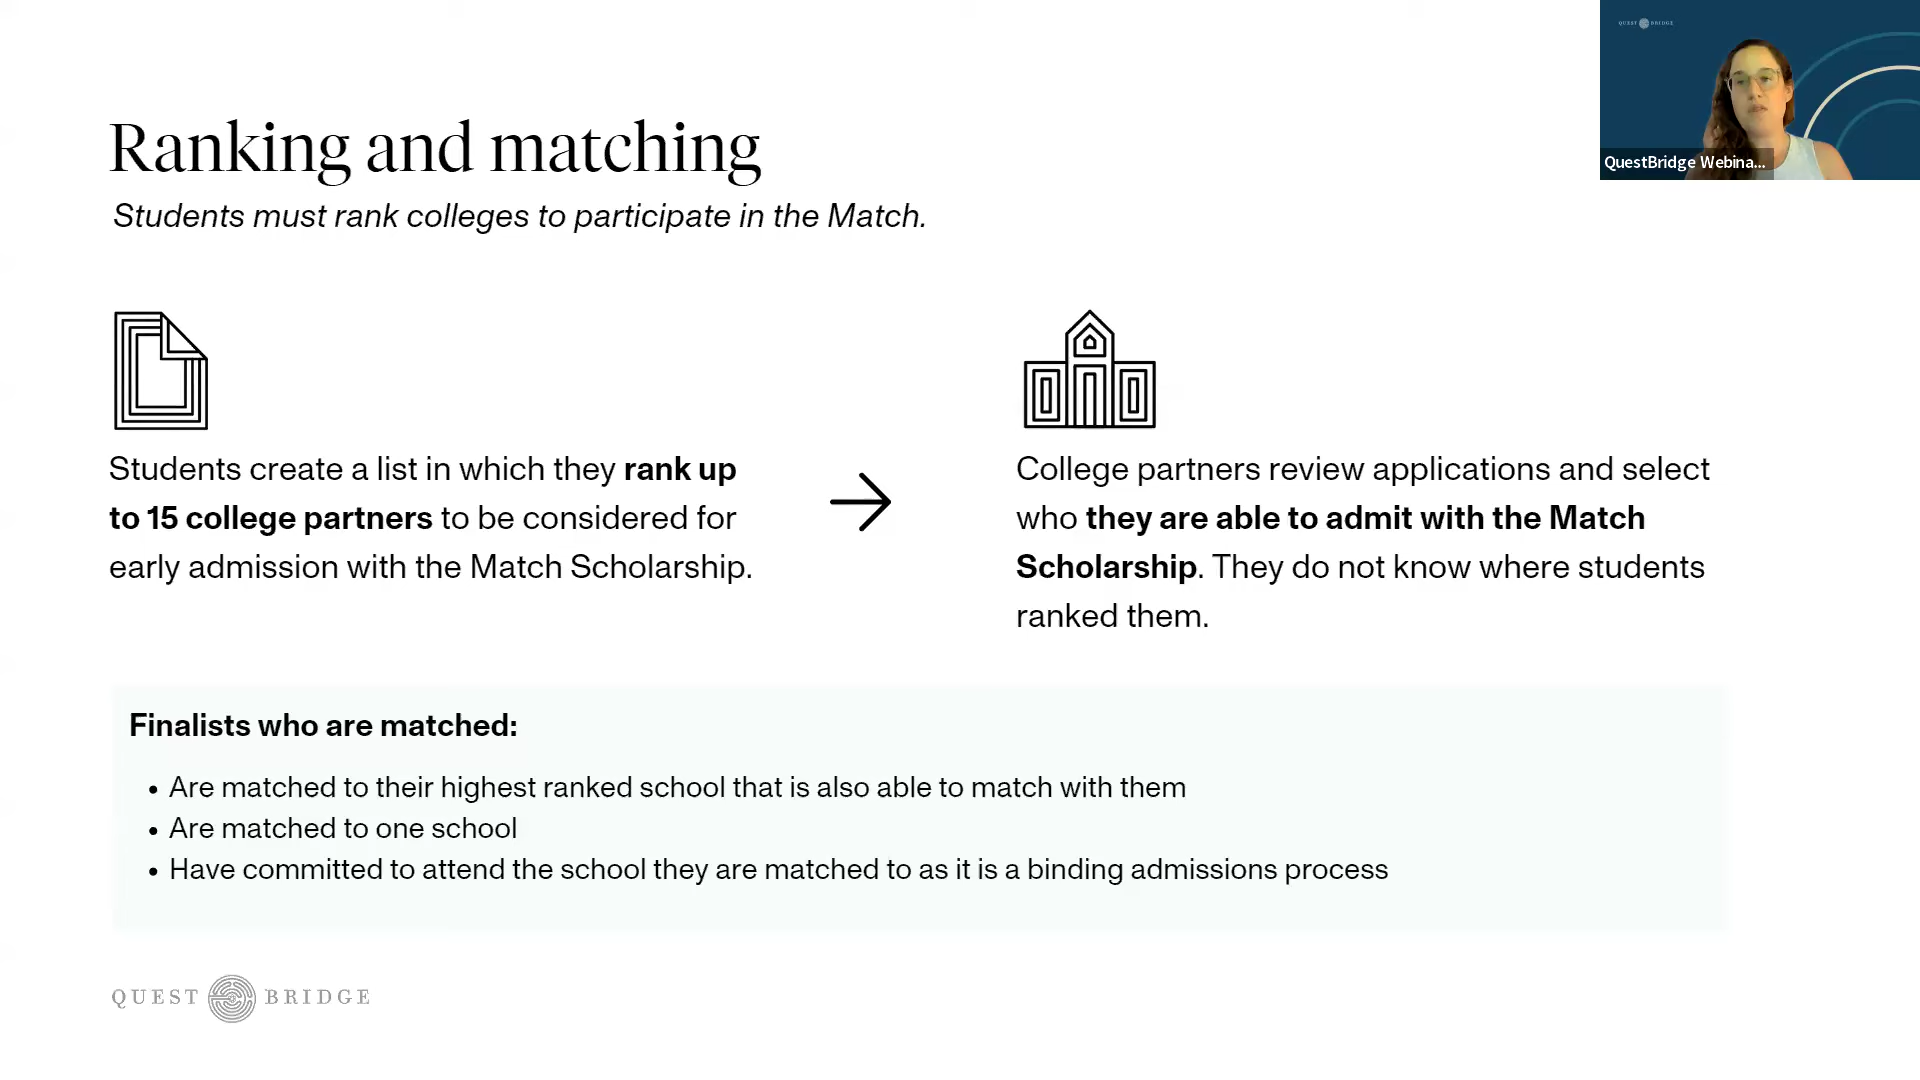 QUEST BRIDGE
QuestBridge Webina...
Ranking and matching
Students must rank colleges to participate in the Match.
Students create a list in which they rank up
to 15 college partners to be considered for
early admission with the Match Scholarship.
College partners review applications and select
who they are able to admit with the Match
Scholarship. They do not know where students
ranked them.
Finalists who are matched:
• Are matched to their highest ranked school that is also able to match with them
• Are matched to one school
• Have committed to attend the school they are matched to as it is a binding admissions process
QUEST BRIDGE